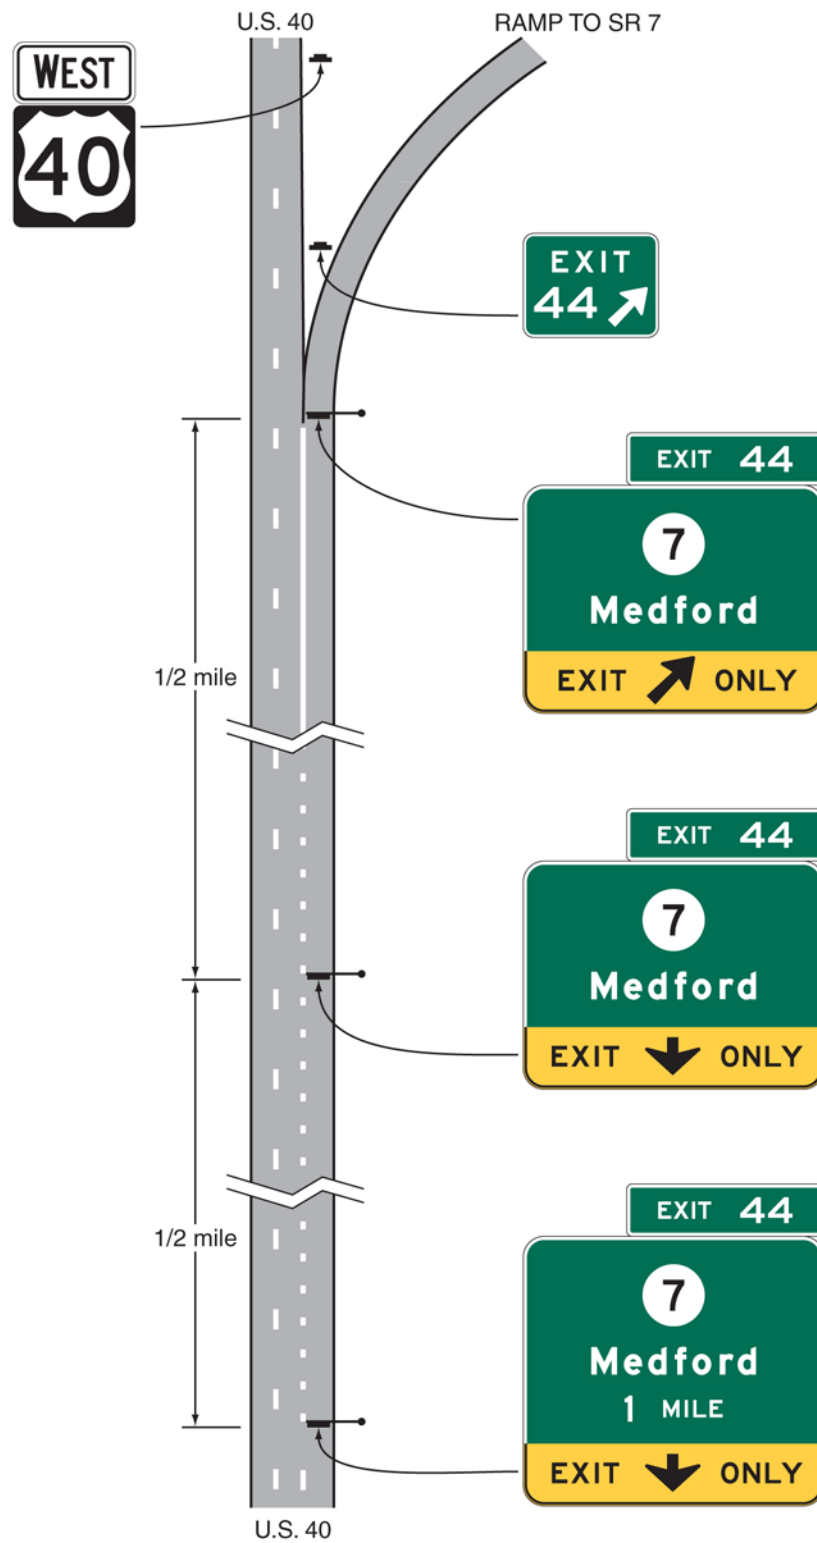 U.S. 40
RAMP TO SR 7
WEST
40
EXIT
44
EXIT 44
7
Medford
EXIT ONLY
1/2 mile
EXIT 44
7
Medford
EXIT ONLY
EXIT 44
1/2 mile
7
Medford
1 MILE
EXIT ONLY
U.S. 40